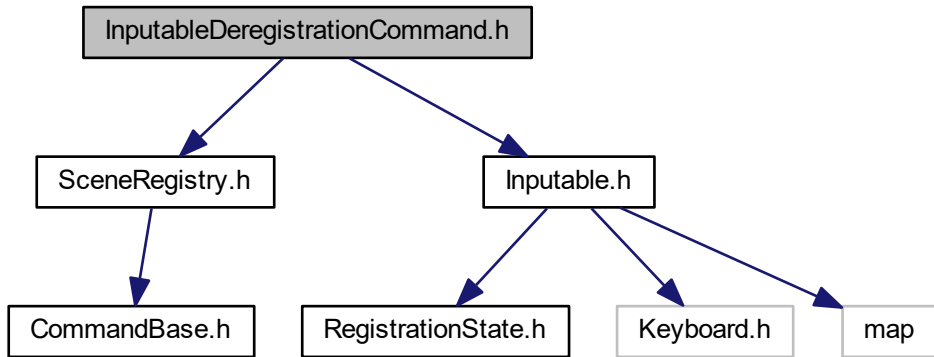 InputableDeregistrationCommand.h
SceneRegistry.h
Inputable.h
CommandBase.h
RegistrationState.h
Keyboard.h
map